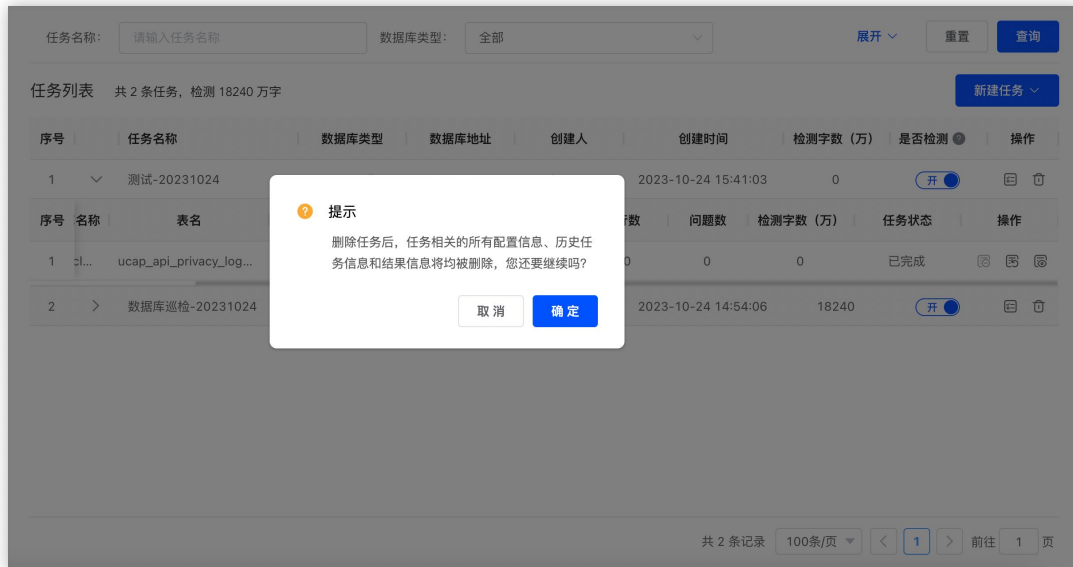 任务名称： 请输入任务名称 数据库类型： 全部 展开 重置 查询
任务列表 共 2 条任务，检测 18240 万字 新建任务
序号 任务名称 数据库类型 数据库地址 创建人 创建时间 检测字数（万） 是否检测 操作
1 测试-20231024 2023-10-24 15:41:03 0 开
序号 名称 表名 行数 问题数 检测字数（万） 任务状态 操作
1 ucap_api_privacy_log... 0 0 0 已完成
2 数据库巡检-20231024 2023-10-24 14:54:06 18240 开
提示
删除任务后，任务相关的所有配置信息、历史任
务信息和结果信息将均被删除，您还要继续吗？
取 消 确 定
共 2 条记录 100条/页 1 前往 1 页